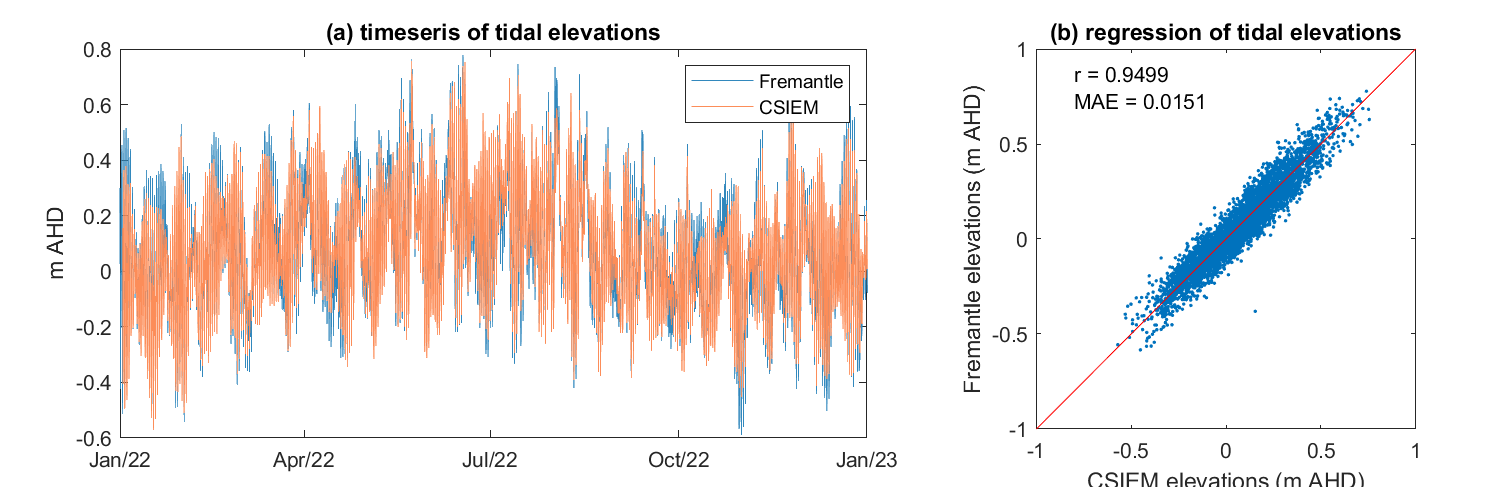 (a) timeseris of tidal elevations
0.8
0.6
0.4
0.2
0
-0.2
-0.4
-0.6
m AHD
Jan/22
Apr/22
Jul/22
Oct/22
Jan/23
Fremantle
CSIEM
(b) regression of tidal elevations
r = 0.9499
MAE = 0.0151
1
0.5
0
-0.5
-1
Fremantle elevations (m AHD)
-1
-0.5
0
0.5
1
CSIEM elevations (m AHD)